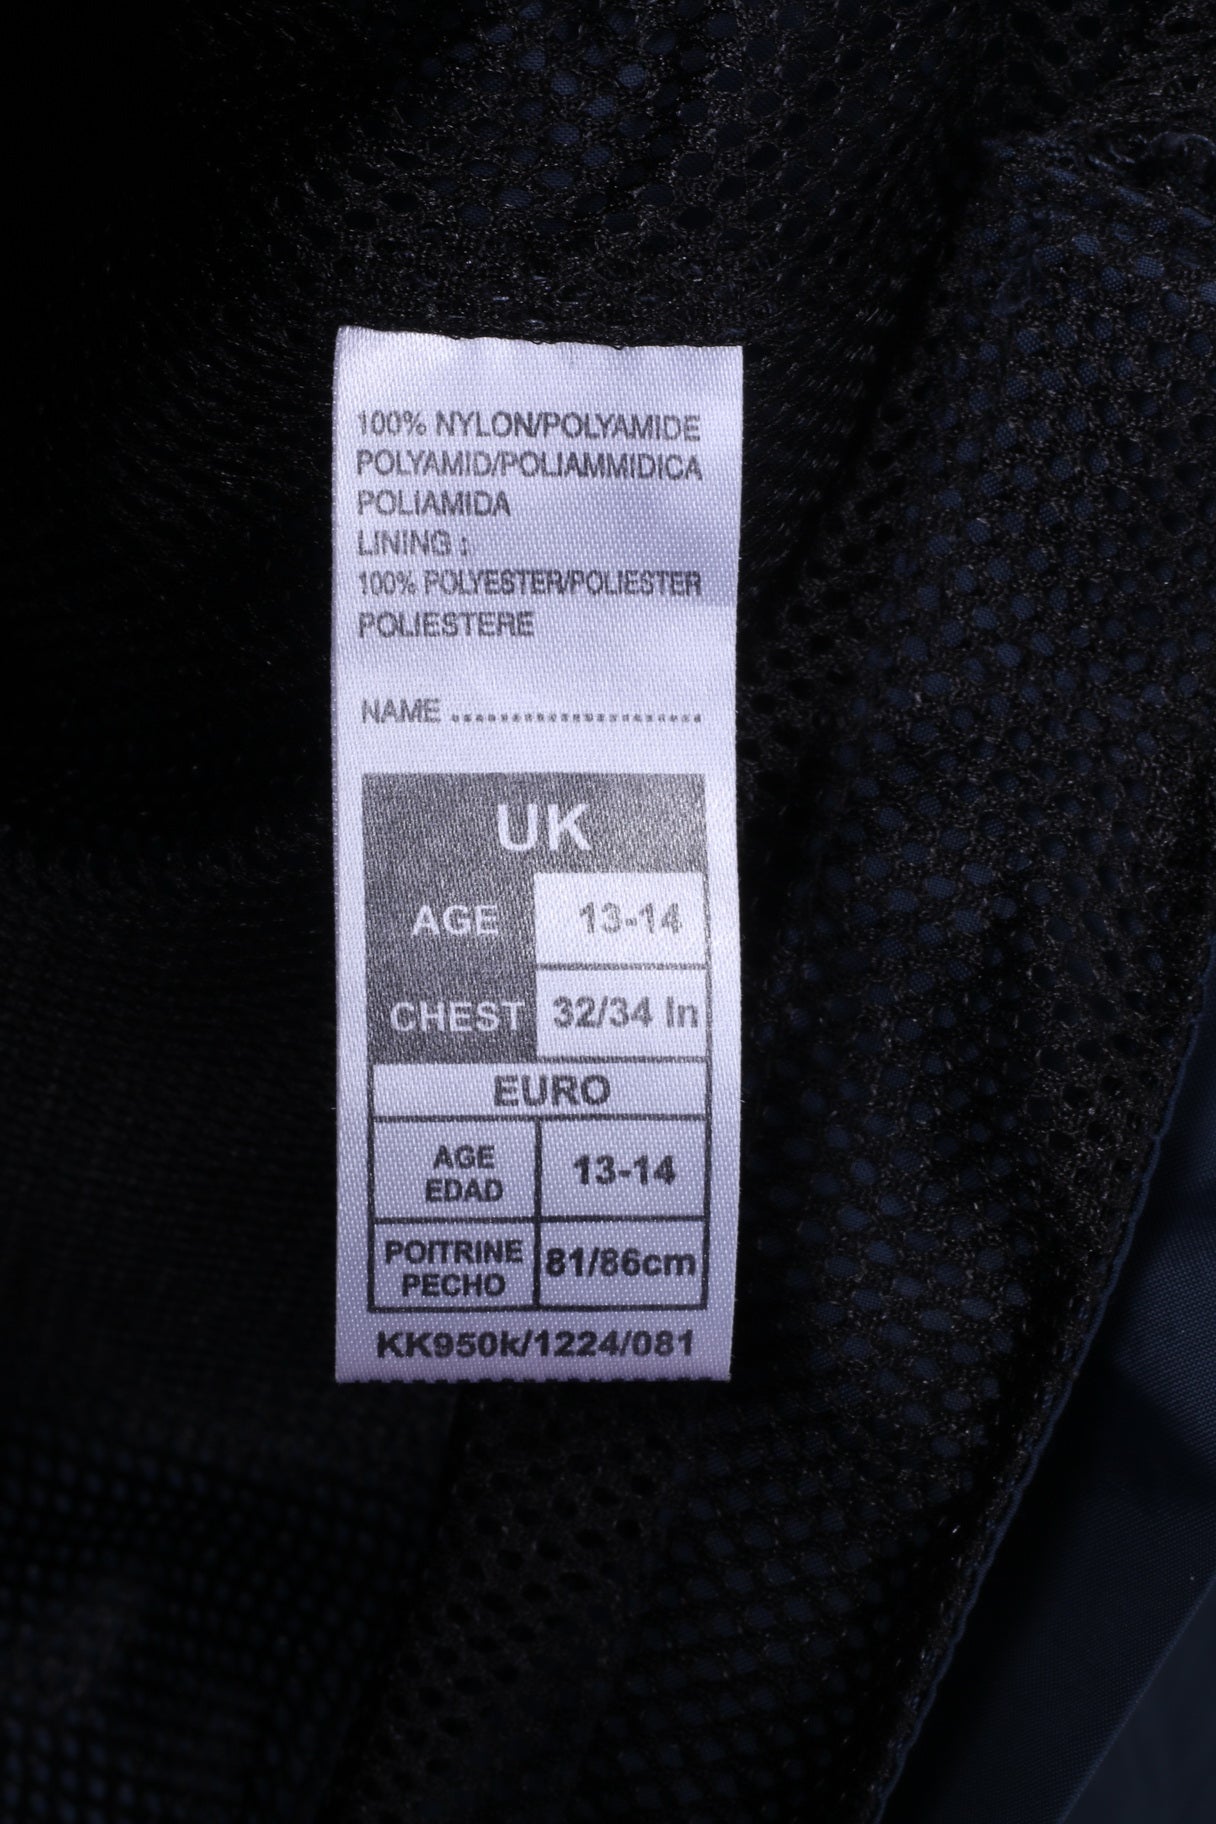 100% NYLON/POLYAMIDE
POLYAMID/POLIAMMIDICA
POLIAMIDA
LINING :
100% POLYESTER/POLIESTER
POLIESTERE
NAME ..............................
UK
AGE 13-14
CHEST 32/34 In
EURO
AGE
EDAD
13-14
POITRINE
PECHO
81/86cm
KK950k/1224/081